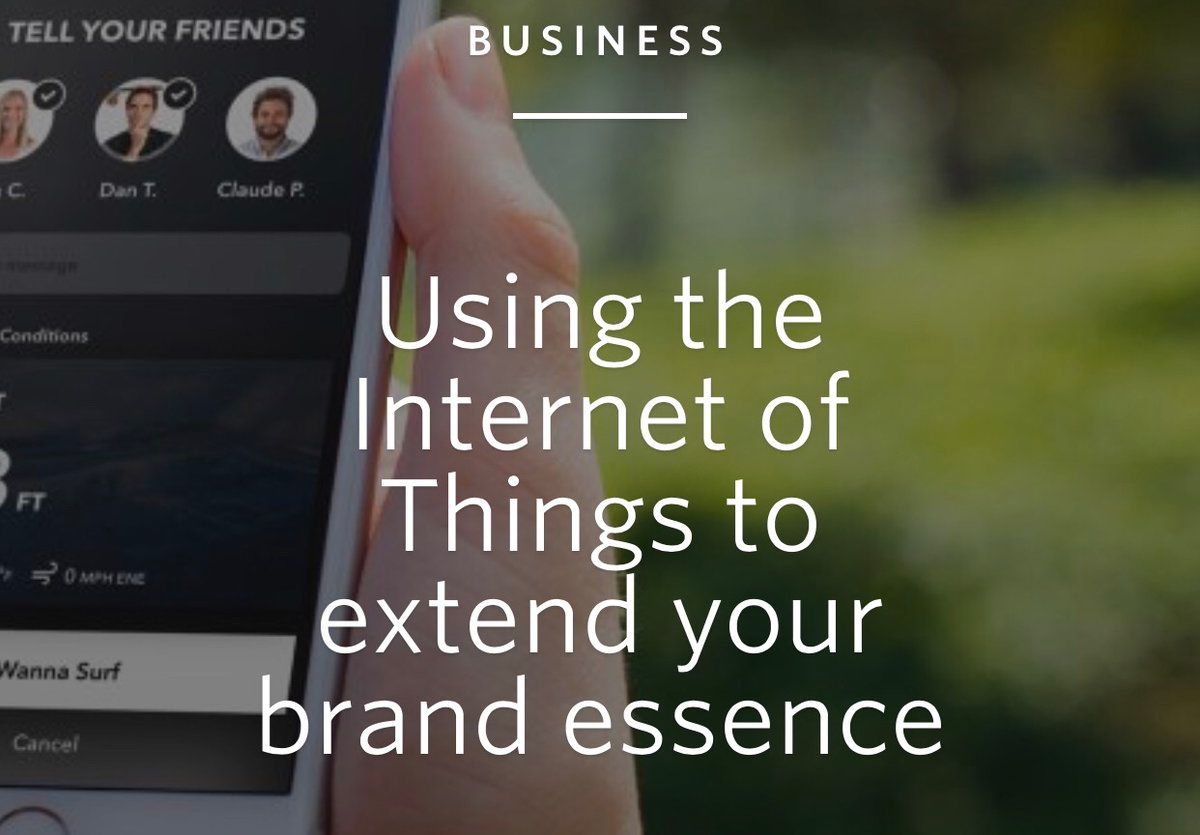 BUSINESS
TELL YOUR FRIENDS
C.
Dan T.
Claude P.
message
Conditions
FT
0 MPH ENE
Wanna Surf
Cancel
Using the
Internet of
Things to
extend your
brand essence